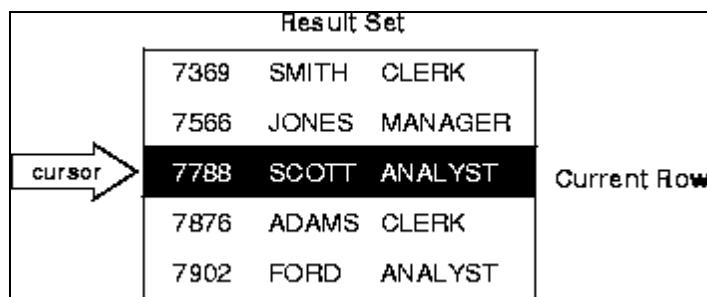 Result Set
7369 SMITH CLERK
7566 JONES MANAGER
cursor 7788 SCOTT ANALYST Current Row
7876 ADAMS CLERK
7902 FORD ANALYST